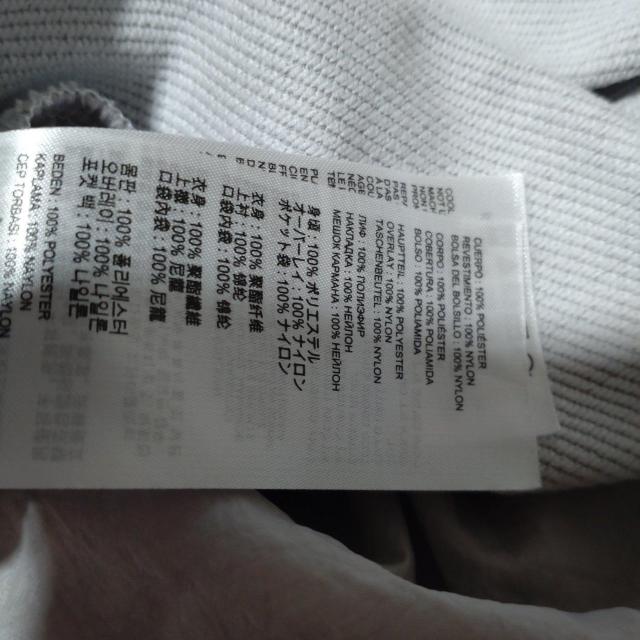 CUERPO : 100% POLIÉSTER
REVESTIMIENTO : 100% NYLON
BOLSA DEL BOLSILLO : 100% NYLON
CORPO : 100% POLIÉSTER
COBERTURA : 100% POLIAMIDA
BOLSO : 100% POLIAMIDA
HAUPTTEIL : 100% POLYESTER
OVERLAY : 100% NYLON
TASCHENBEUTEL : 100% NYLON
ЛИФ : 100% ПОЛИЭФИР
НАКЛАДКА : 100% НЕЙЛОН
МЕШОК КАРМАНА : 100% НЕЙЛОН
身頃 : 100% ポリエステル
オーバーレイ : 100% ナイロン
ポケット袋 : 100% ナイロン
衣身 : 100% 聚酯纤维
上衬 : 100% 锦纶
口袋内袋 : 100% 锦纶
衣身 : 100% 聚酯纖維
上襯 : 100% 尼龍
口袋內袋 : 100% 尼龍
몸판 : 100% 폴리에스터
오버레이 : 100% 나일론
포켓 백 : 100% 나일론
BEDEN : 100% POLYESTER
KAPLAMA : 100% NAYLON
CEP TORBASI : 100% NAYLON